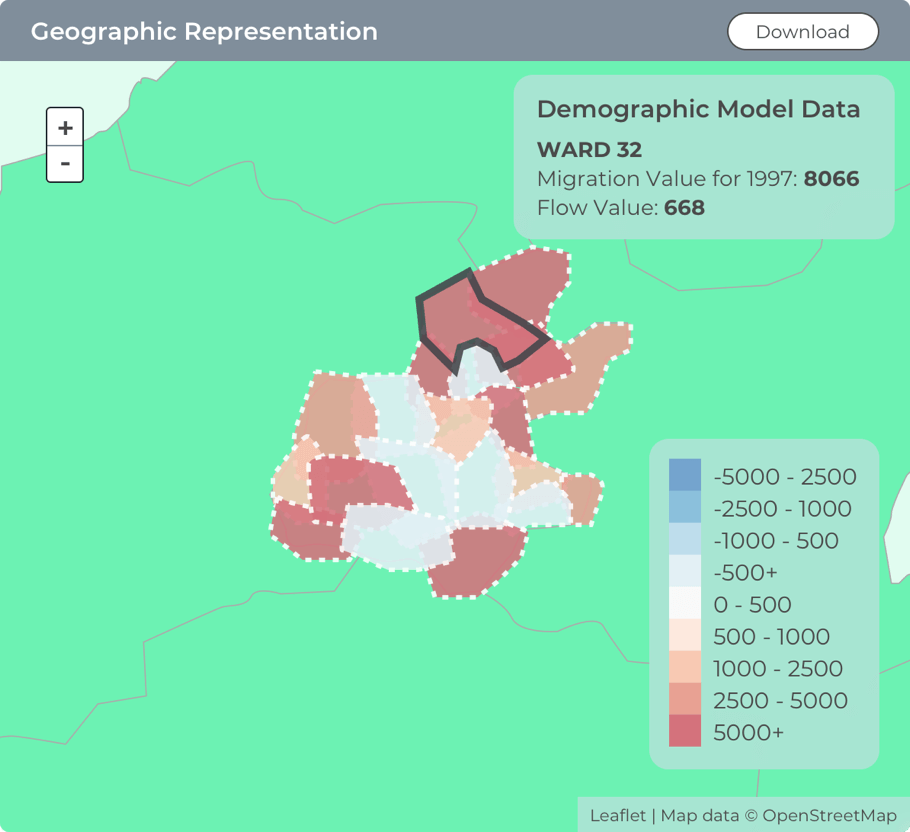 Geographic Representation
Download
+
-
Demographic Model Data
WARD 32
Migration Value for 1997: 8066
Flow Value: 668
-5000 - 2500
-2500 - 1000
-1000 - 500
-500+
0 - 500
500 - 1000
1000 - 2500
2500 - 5000
5000+
Leaflet | Map data © OpenStreetMap